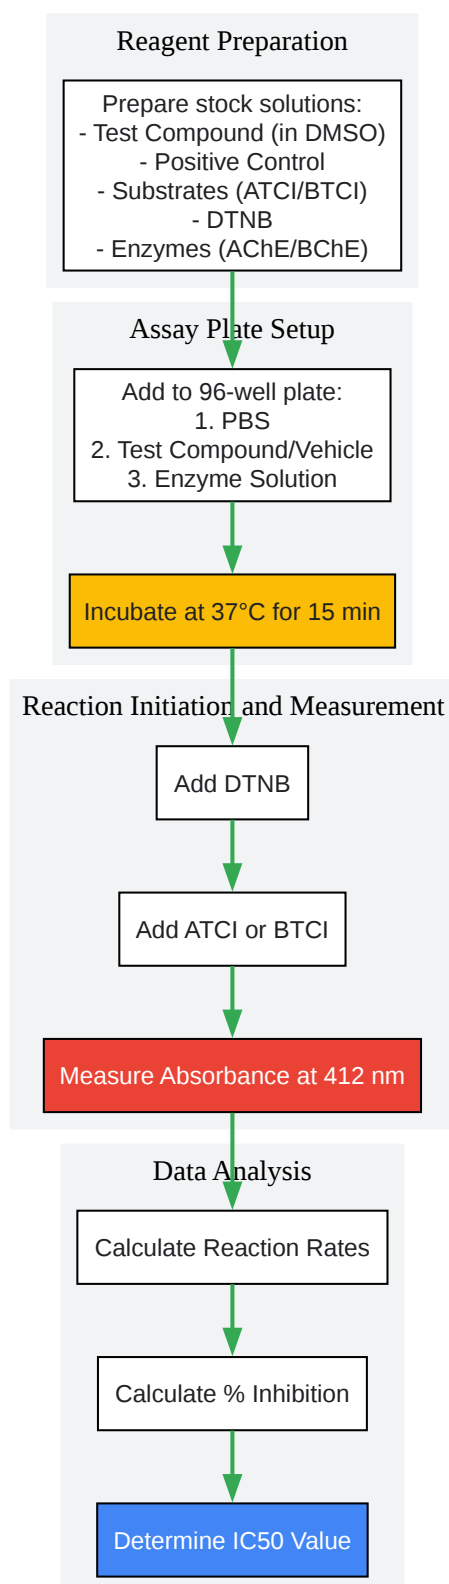 Reagent Preparation
Prepare stock solutions:
- Test Compound (in DMSO)
- Positive Control
- Substrates (ATCI/BTCI)
- DTNB
- Enzymes (AChE/BChE)
Assay Plate Setup
Add to 96-well plate:
1. PBS
2. Test Compound/Vehicle
3. Enzyme Solution
Incubate at 37°C for 15 min
Reaction Initiation and Measurement
Add DTNB
Add ATCI or BTCI
Measure Absorbance at 412 nm
Data Analysis
Calculate Reaction Rates
Calculate % Inhibition
Determine IC50 Value